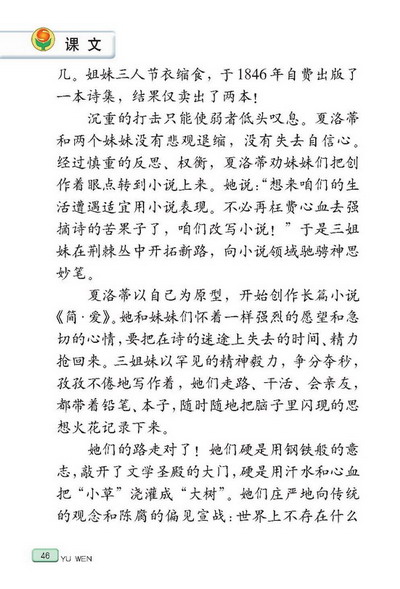 课文
儿。姐妹三人节衣缩食，于1846年自费出版了
一本诗集，结果仅卖出了两本！
沉重的打击只能使弱者低头叹息。夏洛蒂
和两个妹妹没有悲观退缩，没有失去自信心。
经过慎重的反思、权衡，夏洛蒂劝妹妹们把创
作着眼点转到小说上来。她说：“想来咱们的生
活遭遇适宜用小说表现。不必再枉费心血去强
摘诗的苦果子了，咱们改写小说！”于是三姐
妹在荆棘丛中开拓新路，向小说领域驰骋神思
妙笔。
夏洛蒂以自己为原型，开始创作长篇小说
《简·爱》。她和妹妹们怀着一样强烈的愿望和急
切的心情，要把在诗的迷途上失去的时间、精力
抢回来。三姐妹以罕见的精神毅力，争分夺秒，
孜孜不倦地写作着，她们走路、干活、会亲友，
都带着铅笔、本子，随时随地把脑子里闪现的思
想火花记录下来。
她们的路走对了！她们硬是用钢铁般的意
志，敲开了文学圣殿的大门，硬是用汗水和心血
把“小草”浇灌成“大树”。她们庄严地向传统
的观念和陈腐的偏见宣战：世界上不存在什么
46
YU WEN